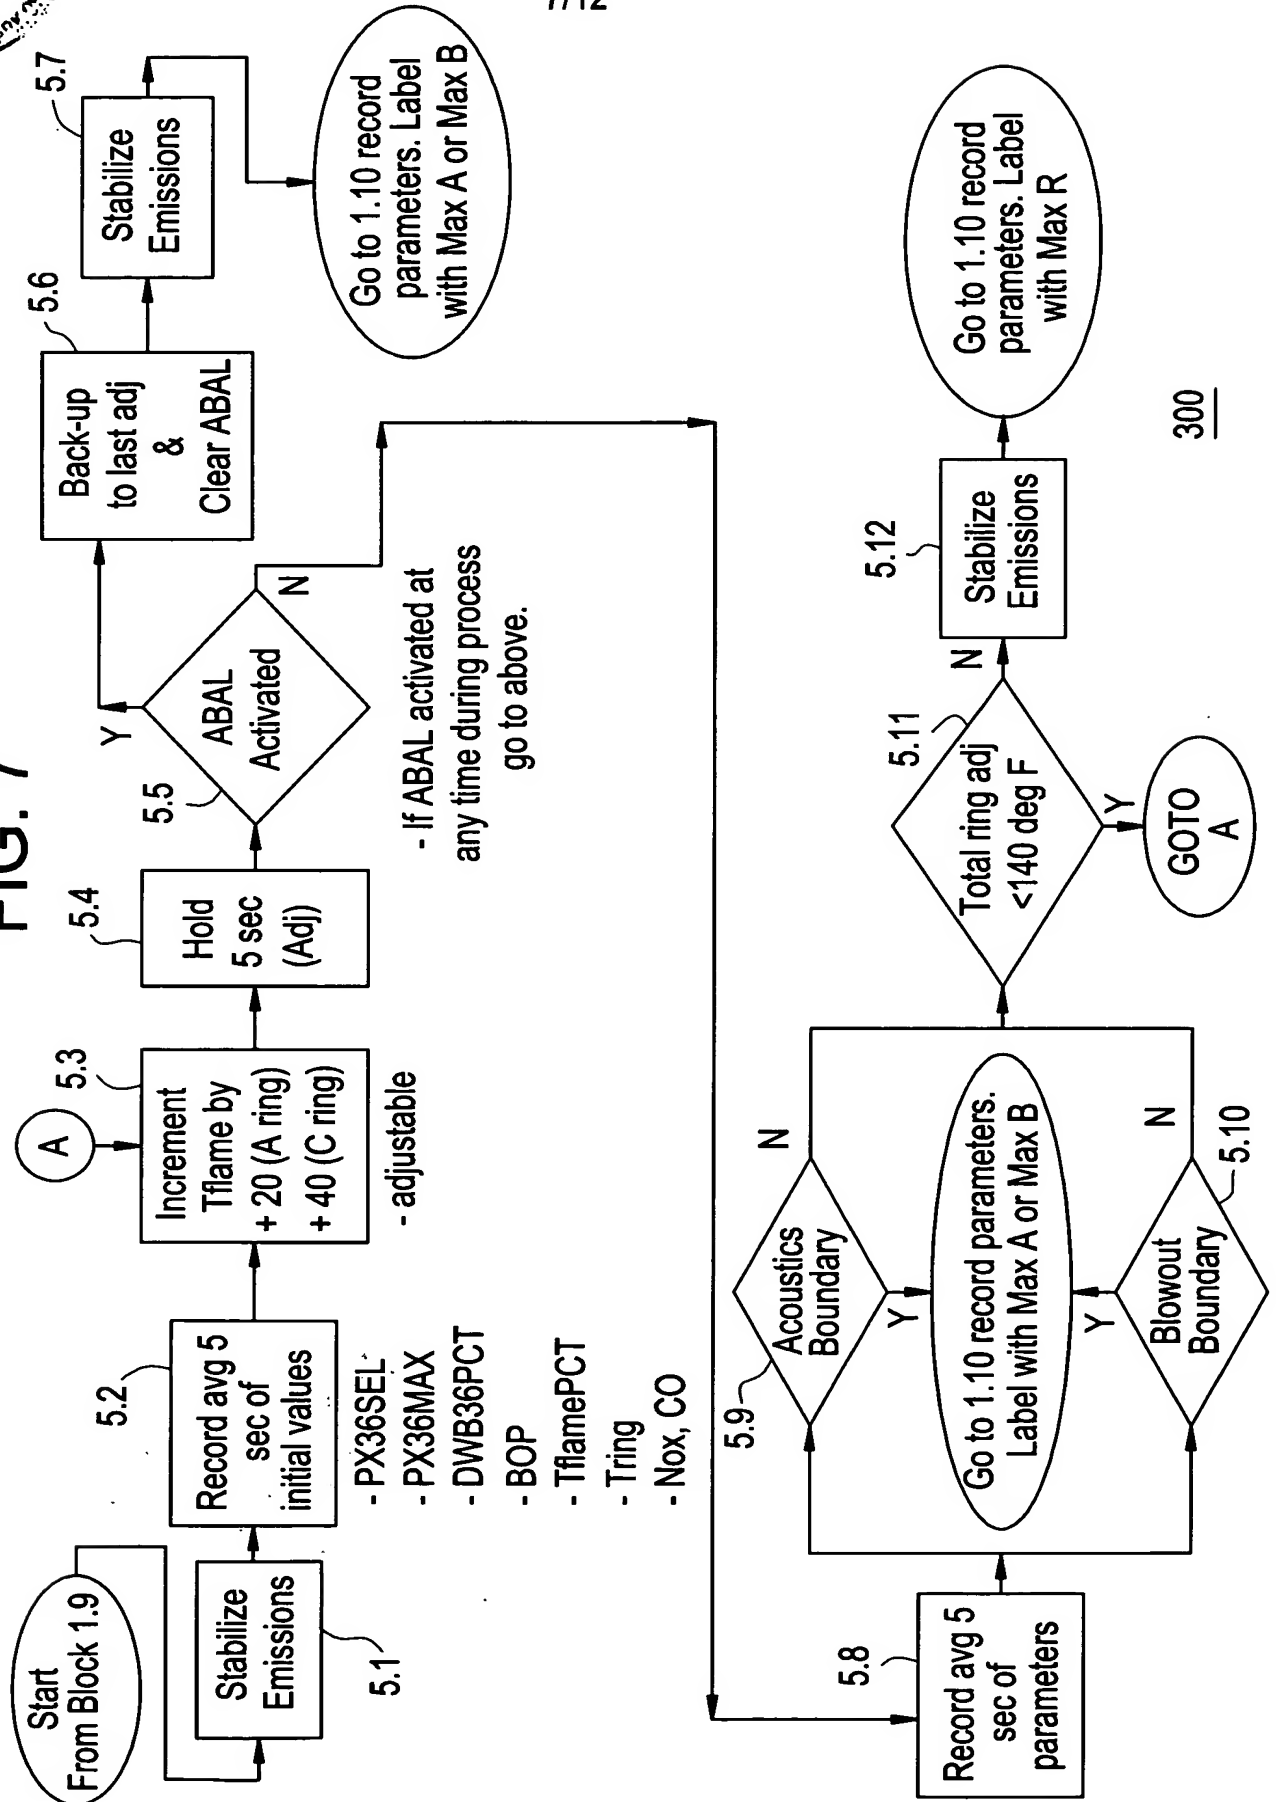 7/12
FIG. 7
Start
From Block 1.9
Stabilize
Emissions
5.1
5.2
Record avg 5
sec of
initial values
- PX36SEL
- PX36MAX
- DWB36PCT
- BOP
- TflamePCT
- Tring
- Nox, CO
A
5.3
Increment
Tflame by
+ 20 (A ring)
+ 40 (C ring)
- adjustable
5.4
Hold
5 sec
(Adj)
5.5
ABAL
Activated
Y
N
- If ABAL activated at
any time during process
go to above.
5.6
Back-up
to last adj
&
Clear ABAL
5.7
Stabilize
Emissions
Go to 1.10 record
parameters. Label
with Max A or Max B
5.8
Record avg 5
sec of
parameters
5.9
Acoustics
Boundary
N
Y
Go to 1.10 record parameters.
Label with Max A or Max B
Y
Blowout
Boundary
N
5.10
5.11
Total ring adj
<140 deg F
N
Y
GOTO
A
5.12
Stabilize
Emissions
Go to 1.10 record
parameters. Label
with Max R
300